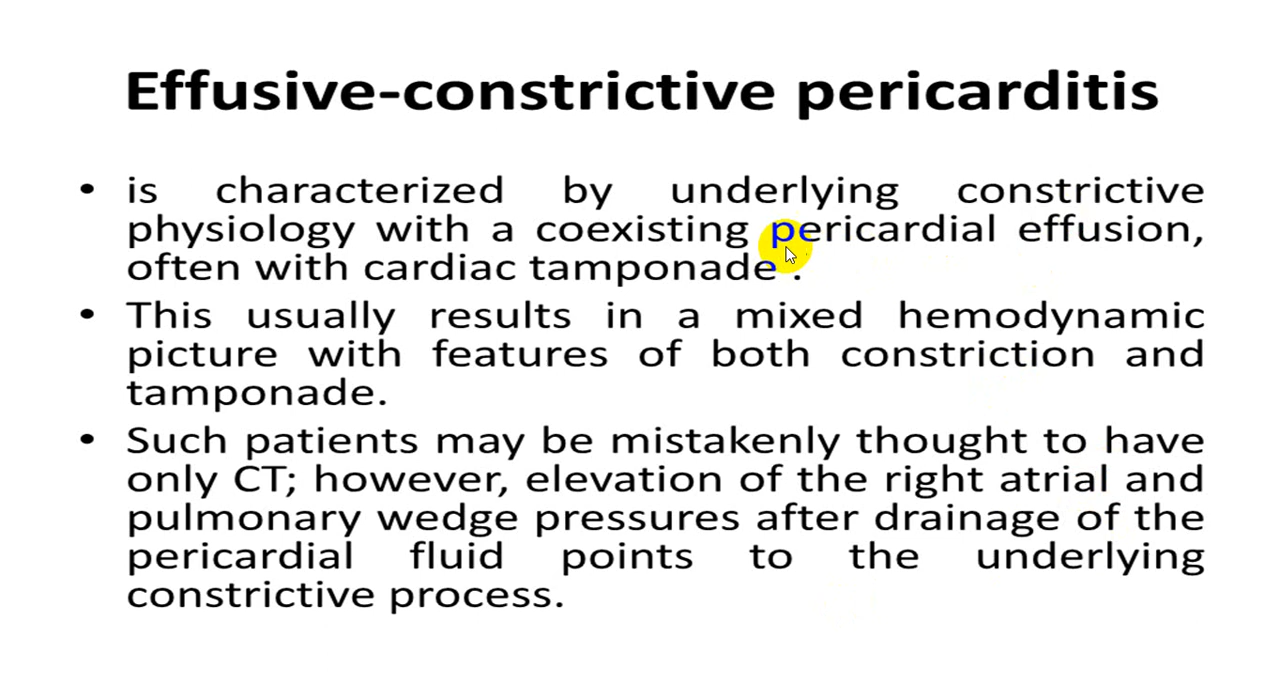 Effusive-constrictive pericarditis
• is characterized by underlying constrictive
physiology with a coexisting pericardial effusion,
often with cardiac tamponade .
• This usually results in a mixed hemodynamic
picture with features of both constriction and
tamponade.
• Such patients may be mistakenly thought to have
only CT; however, elevation of the right atrial and
pulmonary wedge pressures after drainage of the
pericardial fluid points to the underlying
constrictive process.